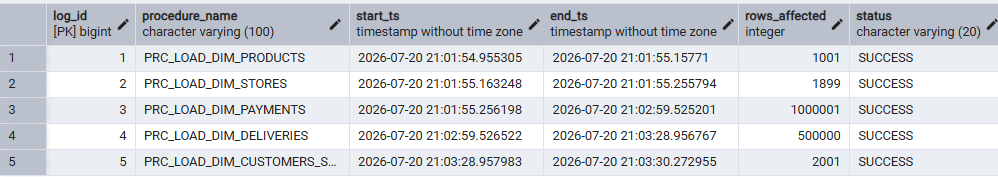 log_id procedure_name start_ts end_ts rows_affected status
[PK] bigint character varying (100) timestamp without time zone timestamp without time zone integer character varying (20)
1 1 PRC_LOAD_DIM_PRODUCTS 2026-07-20 21:01:54.955305 2026-07-20 21:01:55.15771 1001 SUCCESS
2 2 PRC_LOAD_DIM_STORES 2026-07-20 21:01:55.163248 2026-07-20 21:01:55.255794 1899 SUCCESS
3 3 PRC_LOAD_DIM_PAYMENTS 2026-07-20 21:01:55.256198 2026-07-20 21:02:59.525201 1000001 SUCCESS
4 4 PRC_LOAD_DIM_DELIVERIES 2026-07-20 21:02:59.526522 2026-07-20 21:03:28.956767 500000 SUCCESS
5 5 PRC_LOAD_DIM_CUSTOMERS_S... 2026-07-20 21:03:28.957983 2026-07-20 21:03:30.272955 2001 SUCCESS